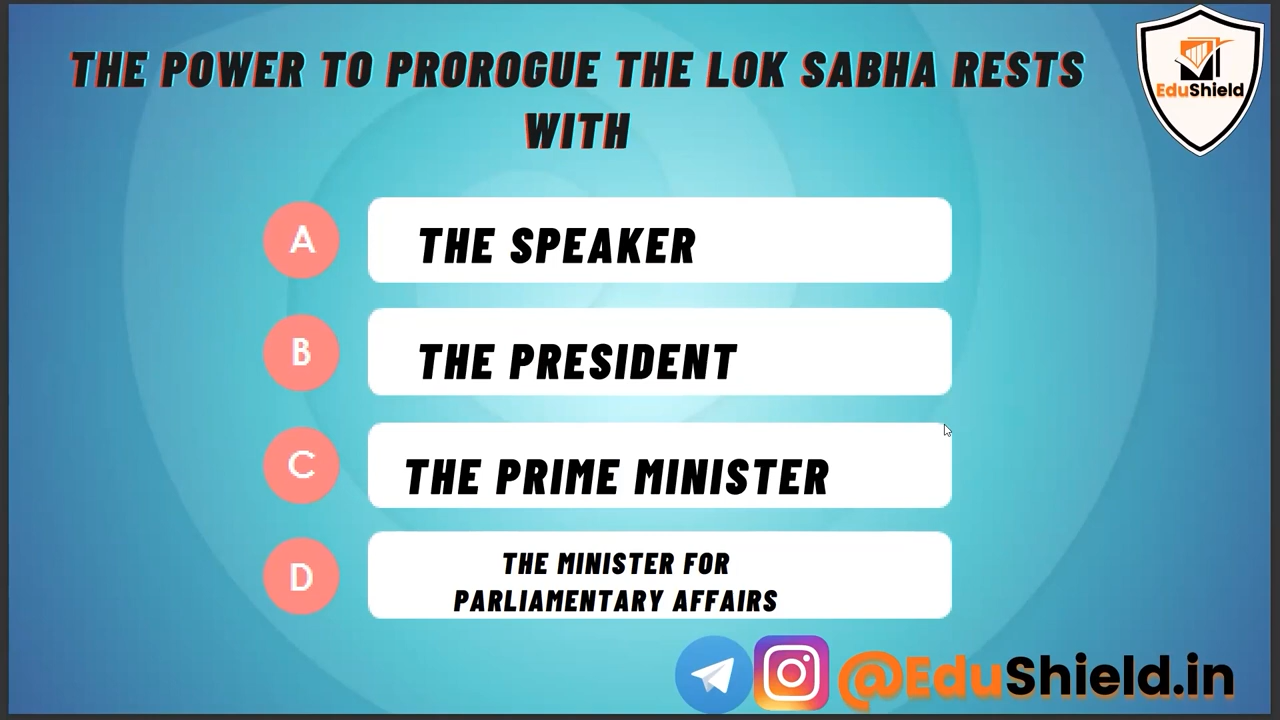 THE POWER TO PROROGUE THE LOK SABHA RESTS
WITH
EduShield
A
THE SPEAKER
B
THE PRESIDENT
C
THE PRIME MINISTER
D
THE MINISTER FOR
PARLIAMENTARY AFFAIRS
@EduShield.in